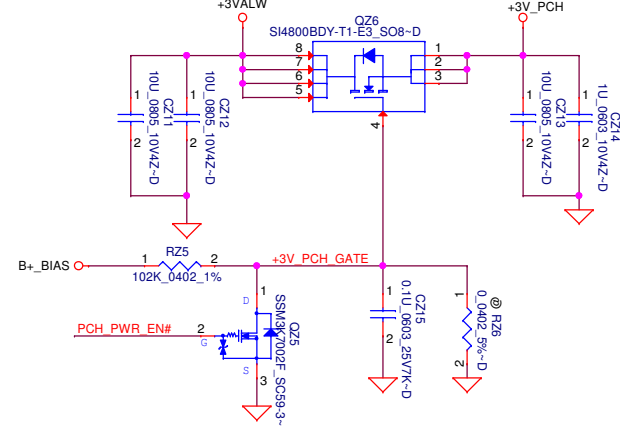 +3VALW
+3V_PCH
QZ6
SI4800BDY-T1-E3_SO8~D
8
7
6
5
1
2
3
4
1
2
10U_0805_10V4Z~D
CZ11
1
2
10U_0805_10V4Z~D
CZ12
1
2
10U_0805_10V4Z~D
CZ13
1
2
1U_0603_10V4Z~D
CZ14
B+_BIAS
1
RZ5
2
102K_0402_1%
+3V_PCH_GATE
PCH_PWR_EN#
2
G
D
1
S
3
QZ5
SSM3K7002F_SC59-3~
1
2
CZ15
0.1U_0603_25V7K~D
1
2
@ RZ6
0_0402_5%~D